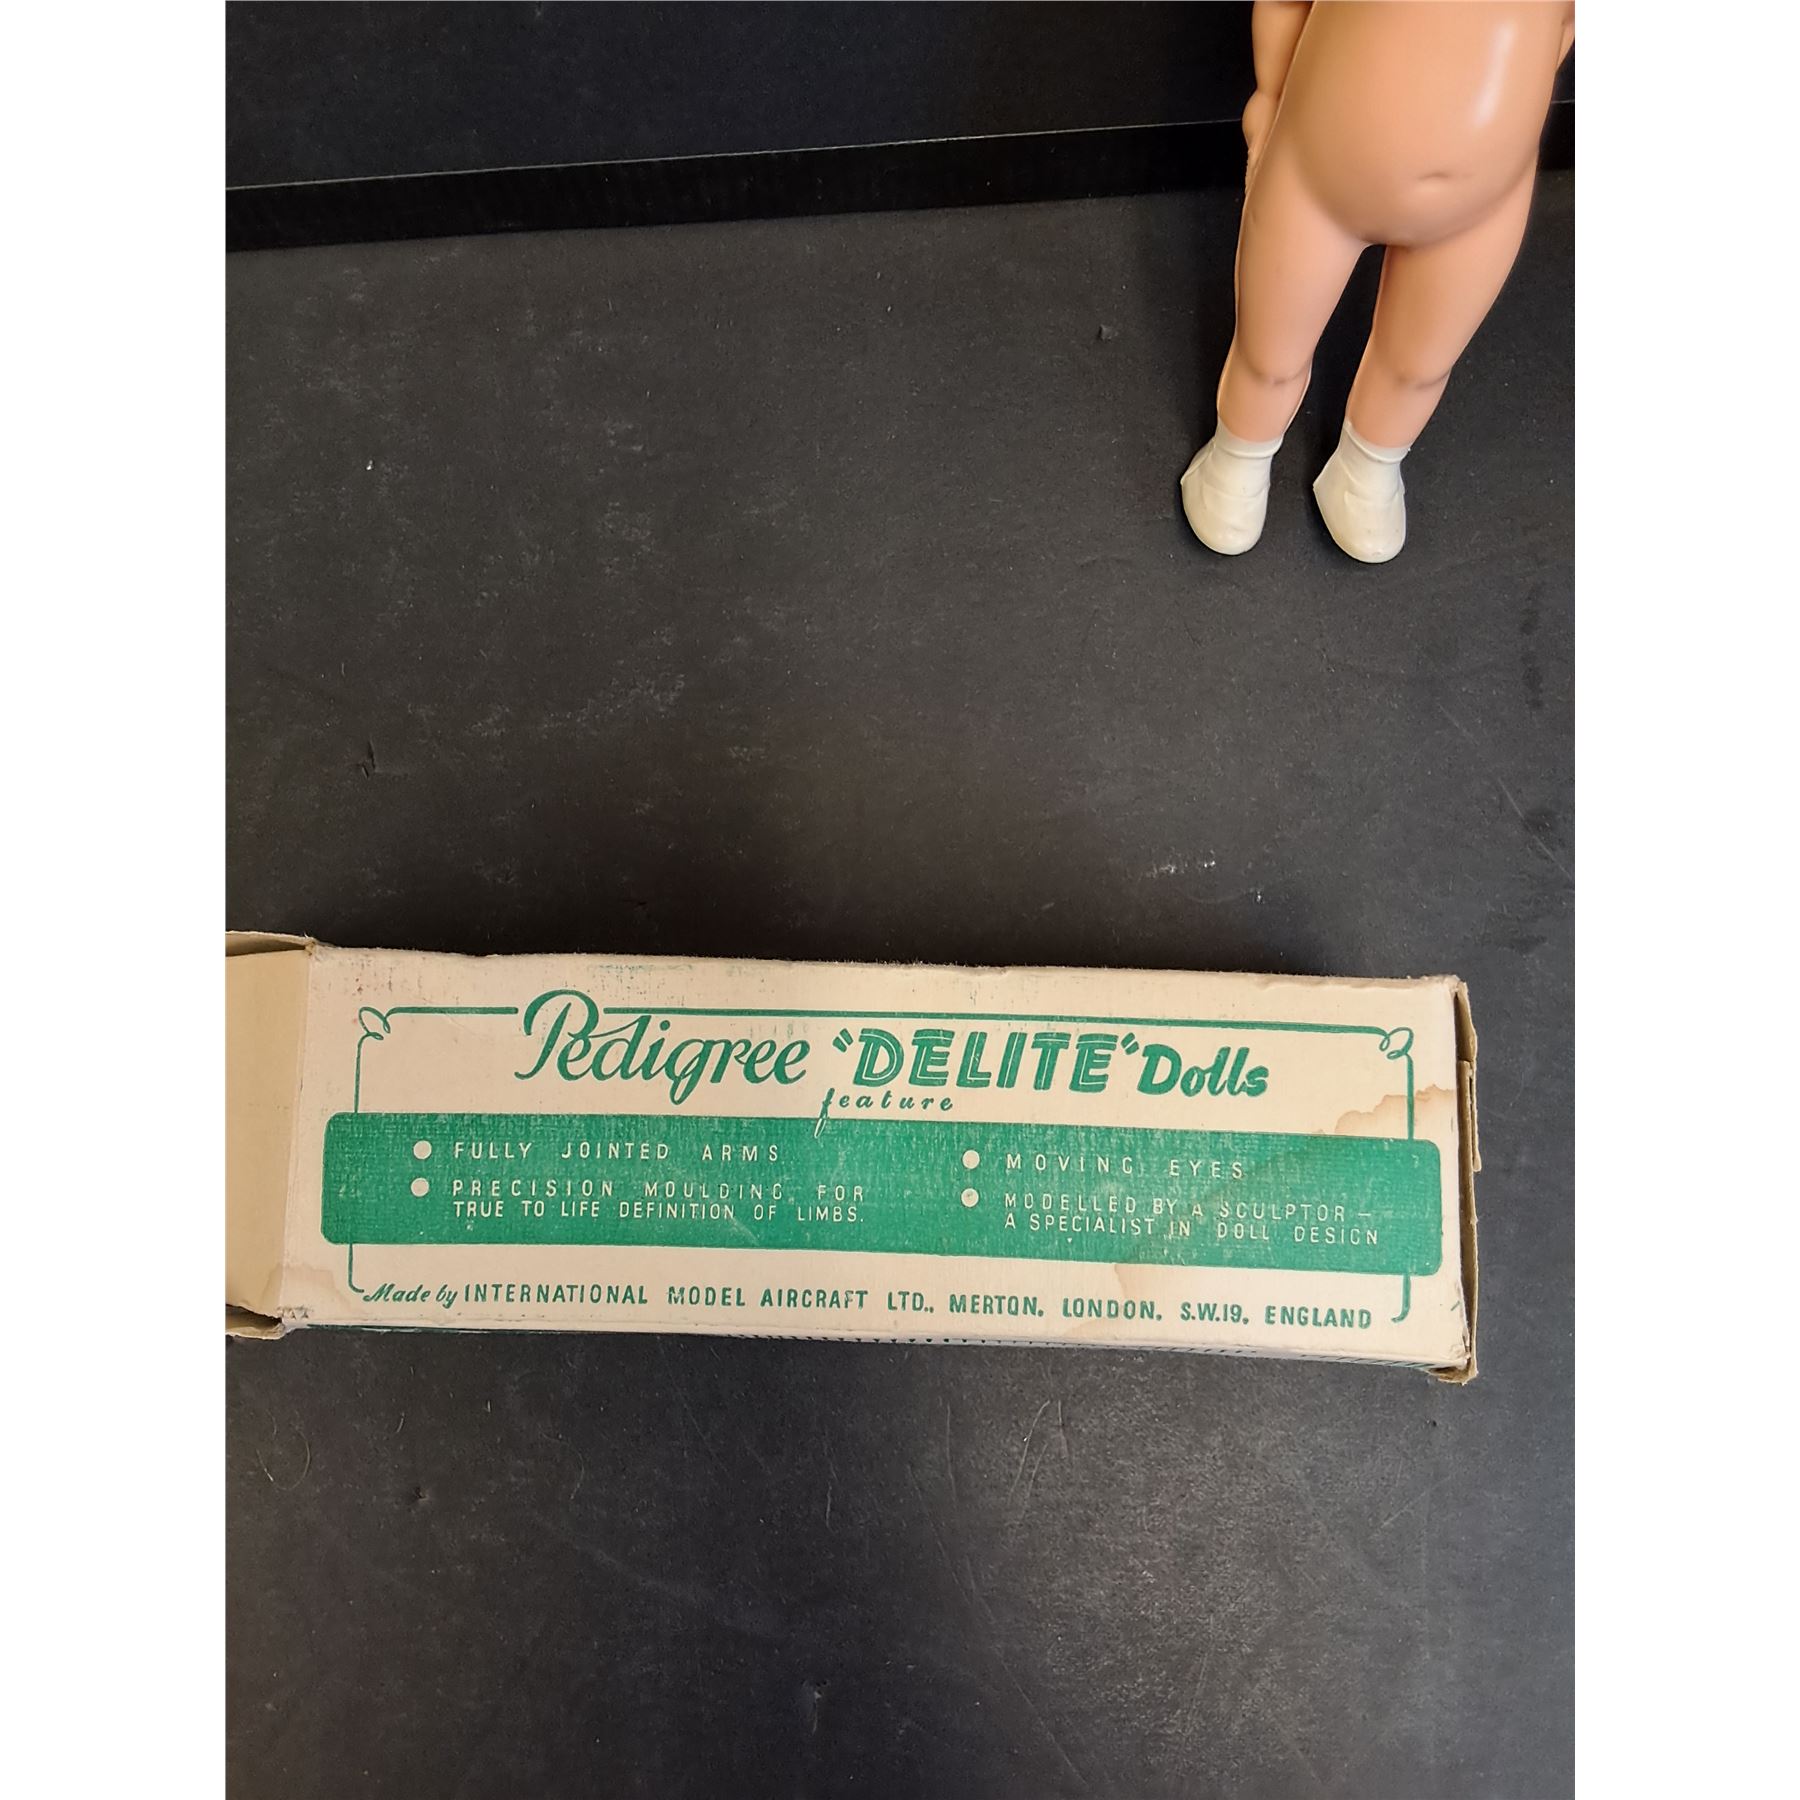 Pedigree "DELITE" Dolls
feature
FULLY JOINTED ARMS
PRECISION MOULDING FOR
TRUE TO LIFE DEFINITION OF LIMBS.
MOVING EYES
MODELLED BY A SCULPTOR —
A SPECIALIST IN DOLL DESIGN
Made by INTERNATIONAL MODEL AIRCRAFT LTD., MERTON, LONDON, S.W.19, ENGLAND